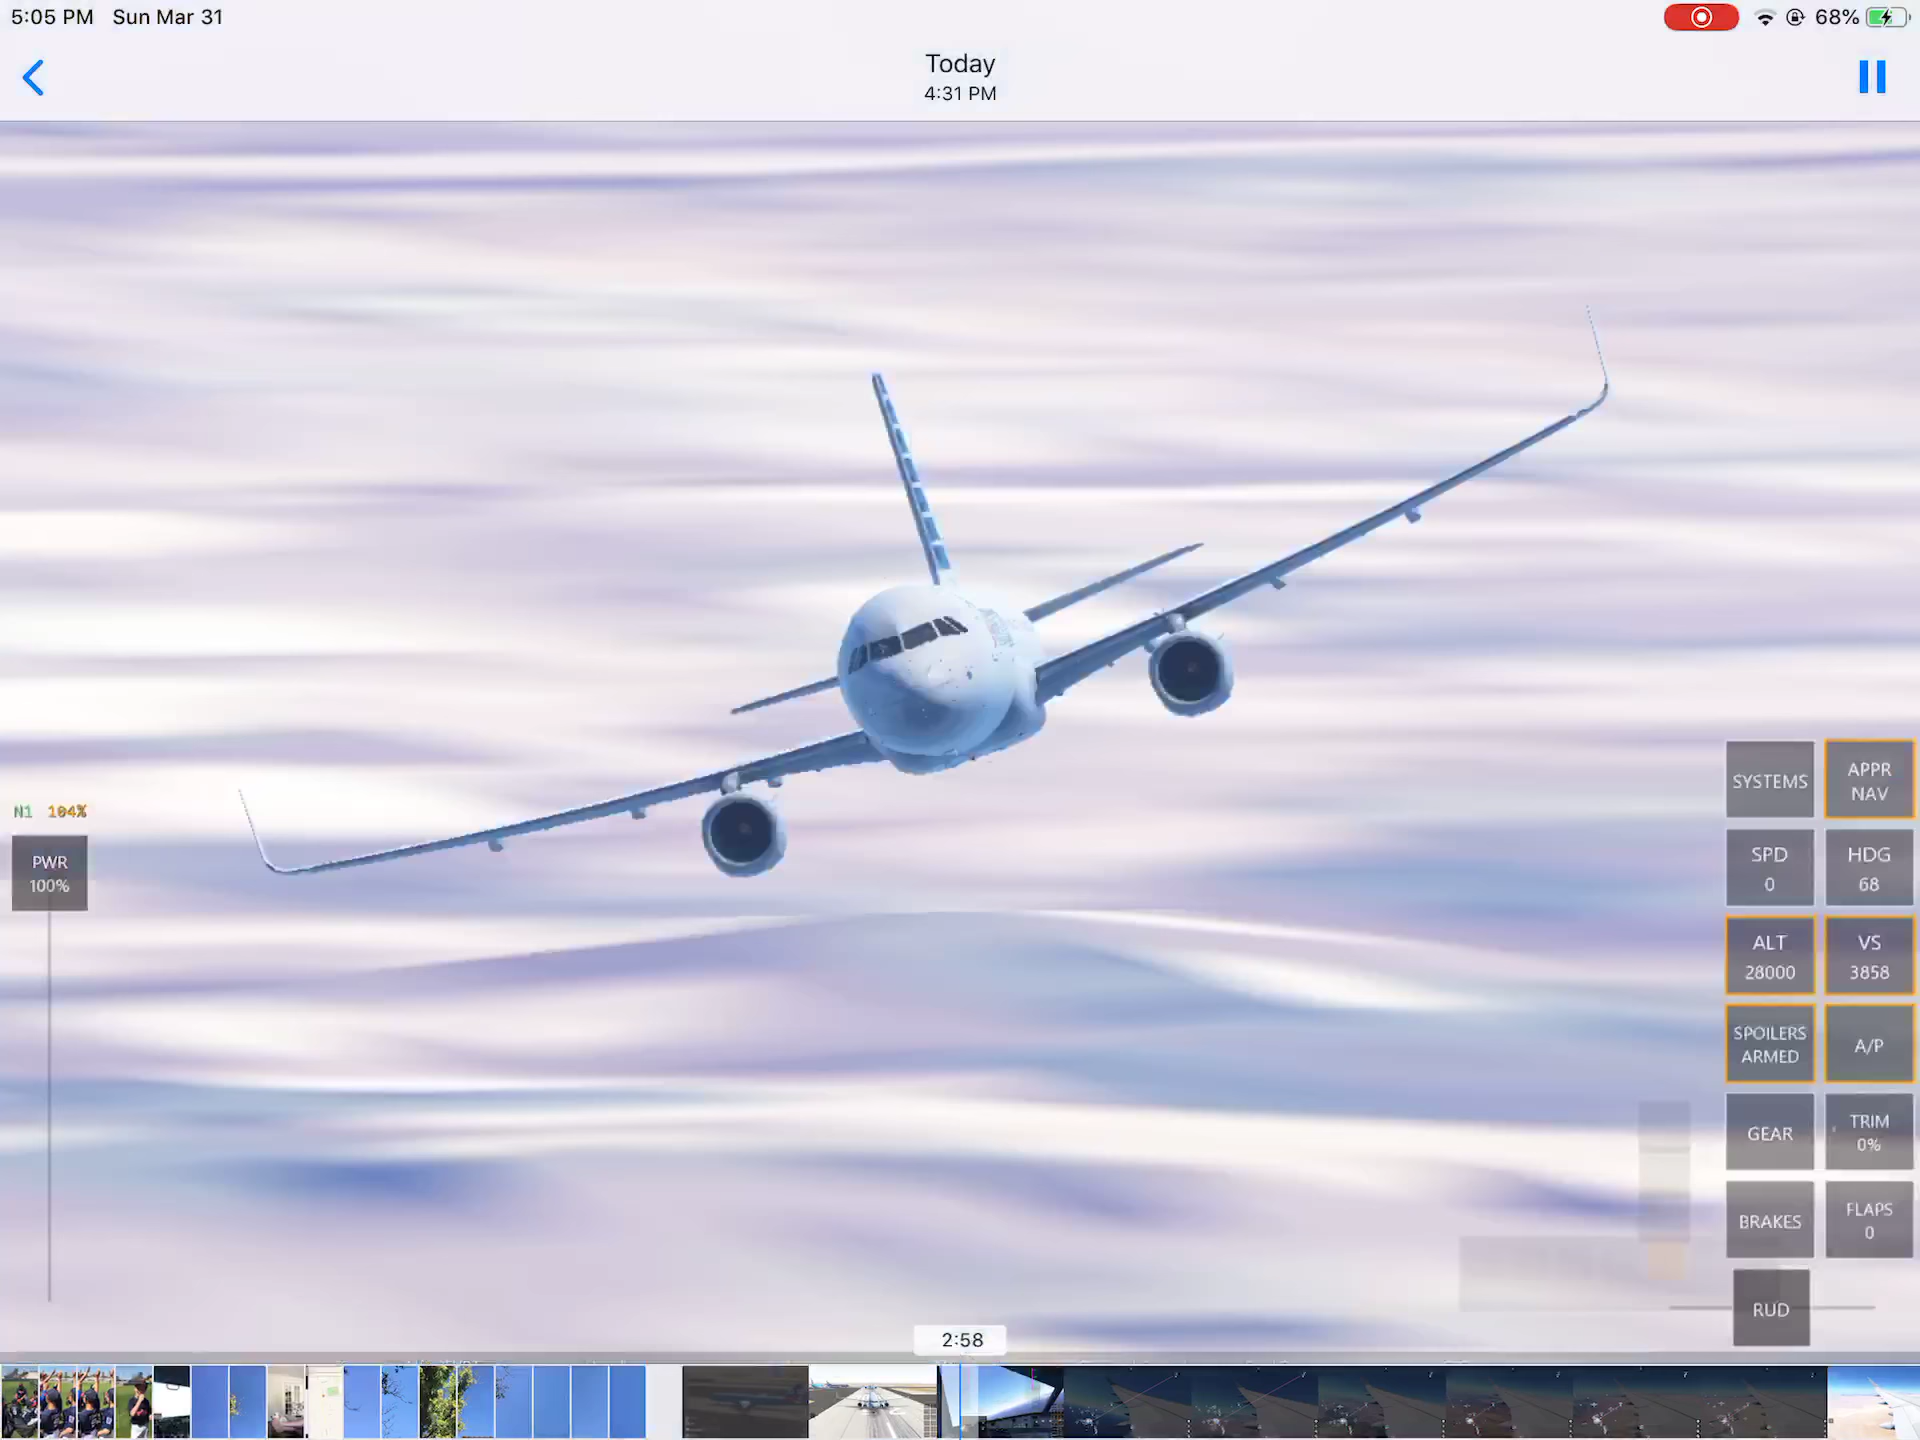 5:05 PM Sun Mar 31
68%
Today
4:31 PM
N1 104%
PWR
100%
SYSTEMS
APPR
NAV
SPD
0
HDG
68
ALT
28000
VS
3858
SPOILERS
ARMED
A/P
GEAR
TRIM
0%
BRAKES
FLAPS
0
RUD
2:58